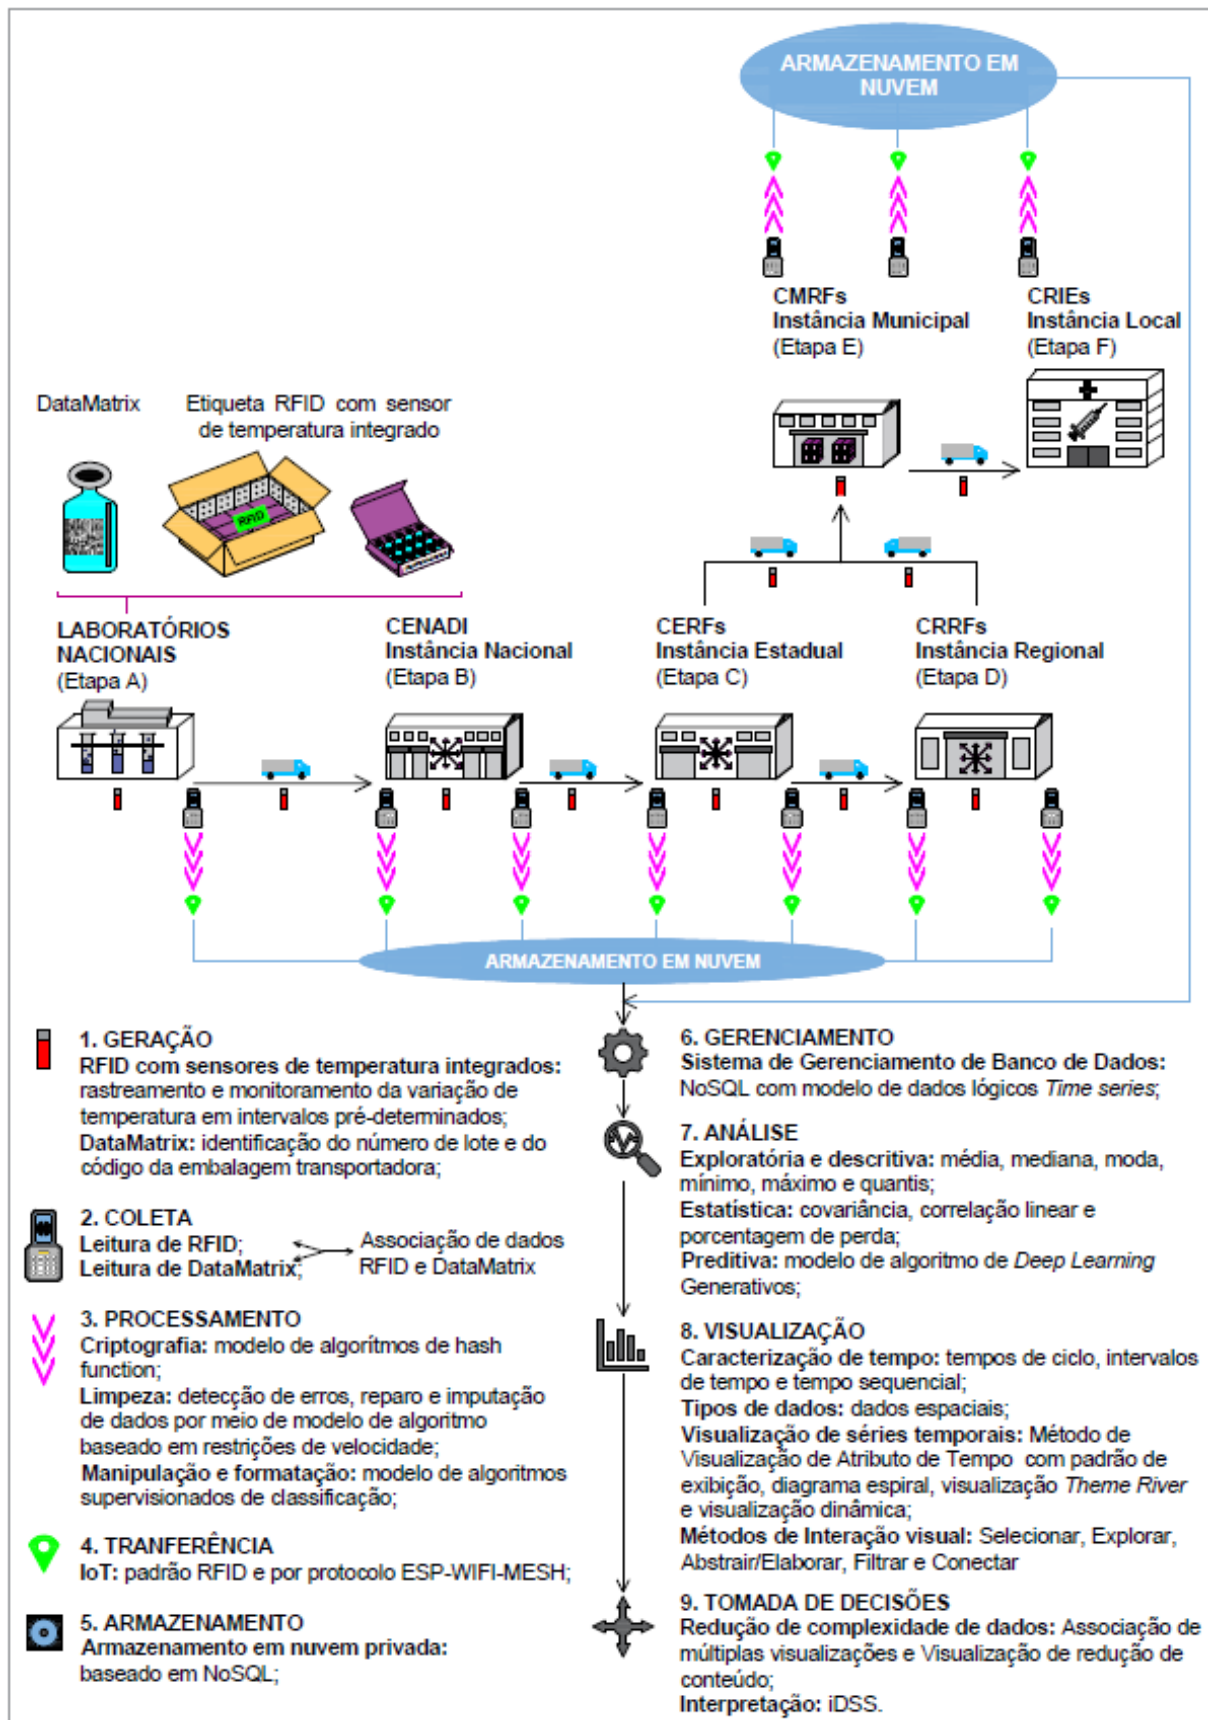 ARMAZENAMENTO EM
NUVEM
CMRFs
Instância Municipal
(Etapa E)
CRIEs
Instância Local
(Etapa F)
DataMatrix
Etiqueta RFID com sensor
de temperatura integrado
RFID
LABORATÓRIOS
NACIONAIS
(Etapa A)
CENADI
Instância Nacional
(Etapa B)
CERFs
Instância Estadual
(Etapa C)
CRRFs
Instância Regional
(Etapa D)
ARMAZENAMENTO EM NUVEM
1. GERAÇÃO
RFID com sensores de temperatura integrados:
rastreamento e monitoramento da variação de
temperatura em intervalos pré-determinados;
DataMatrix: identificação do número de lote e do
código da embalagem transportadora;
2. COLETA
Leitura de RFID;
Leitura de DataMatrix;
Associação de dados
RFID e DataMatrix
3. PROCESSAMENTO
Criptografia: modelo de algorítmos de hash
function;
Limpeza: detecção de erros, reparo e imputação
de dados por meio de modelo de algoritmo
baseado em restrições de velocidade;
Manipulação e formatação: modelo de algoritmos
supervisionados de classificação;
4. TRANFERÊNCIA
IoT: padrão RFID e por protocolo ESP-WIFI-MESH;
5. ARMAZENAMENTO
Armazenamento em nuvem privada:
baseado em NoSQL;
6. GERENCIAMENTO
Sistema de Gerenciamento de Banco de Dados:
NoSQL com modelo de dados lógicos Time series;
7. ANÁLISE
Exploratória e descritiva: média, mediana, moda,
mínimo, máximo e quantis;
Estatística: covariância, correlação linear e
porcentagem de perda;
Preditiva: modelo de algoritmo de Deep Learning
Generativos;
8. VISUALIZAÇÃO
Caracterização de tempo: tempos de ciclo, intervalos
de tempo e tempo sequencial;
Tipos de dados: dados espaciais;
Visualização de séries temporais: Método de
Visualização de Atributo de Tempo com padrão de
exibição, diagrama espiral, visualização Theme River
e visualização dinâmica;
Métodos de Interação visual: Selecionar, Explorar,
Abstrair/Elaborar, Filtrar e Conectar
9. TOMADA DE DECISÕES
Redução de complexidade de dados: Associação de
múltiplas visualizações e Visualização de redução de
conteúdo;
Interpretação: iDSS.